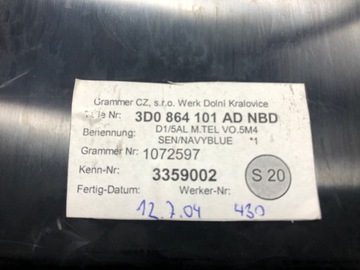 Grammer CZ, s.r.o. Werk Dolni Kralovice
Nr: 3D0 864 101 AD NBD
Benennung: D1/5AL M.TEL VO.5M4
SEN/NAVYBLUE *1
Grammer Nr: 1072597
Kenn-Nr: 3359002
S 20
Fertig-Datum: Werker-Nr:
12.7.04 430